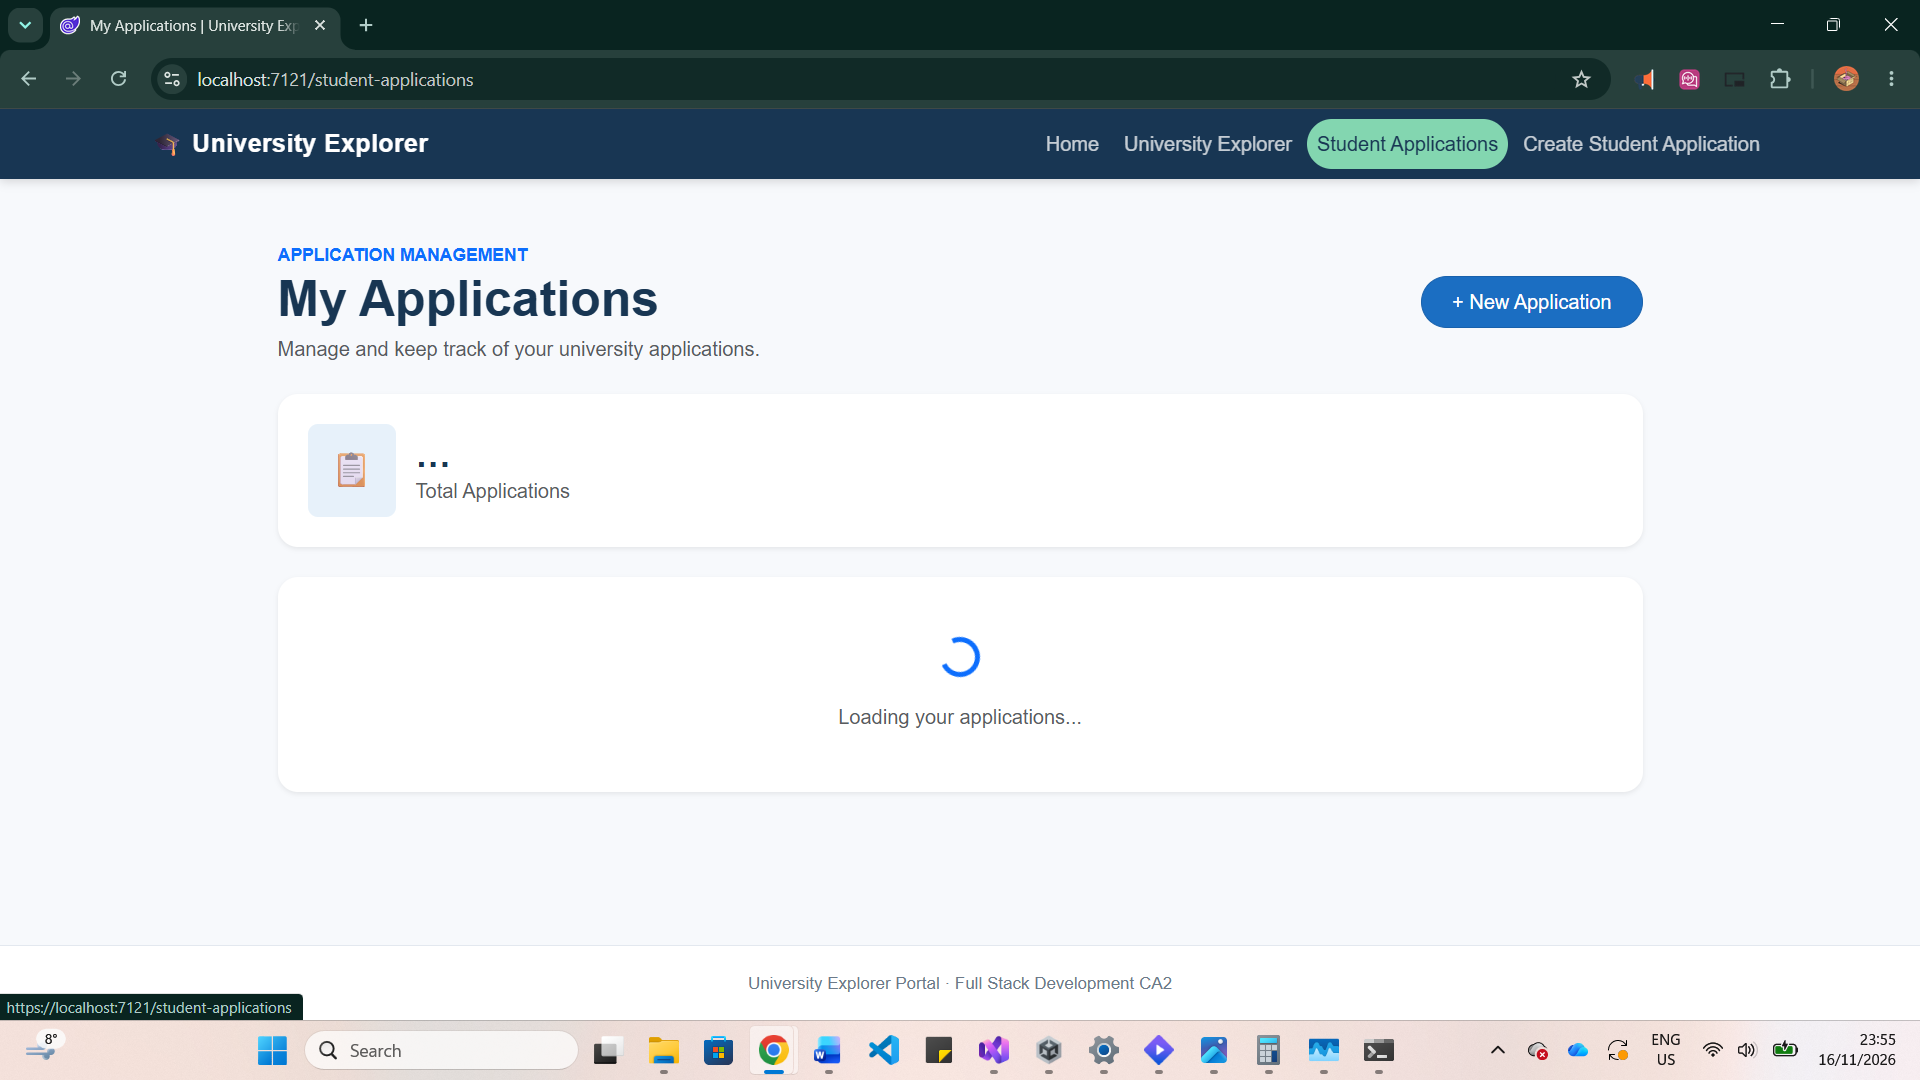 My Applications | University Exp
localhost:7121/student-applications
University Explorer
Home
University Explorer
Student Applications
Create Student Application
APPLICATION MANAGEMENT
My Applications
+ New Application
Manage and keep track of your university applications.
...
Total Applications
Loading your applications...
University Explorer Portal · Full Stack Development CA2
https://localhost:7121/student-applications
8°
Search
ENG
US
23:55
16/11/2026